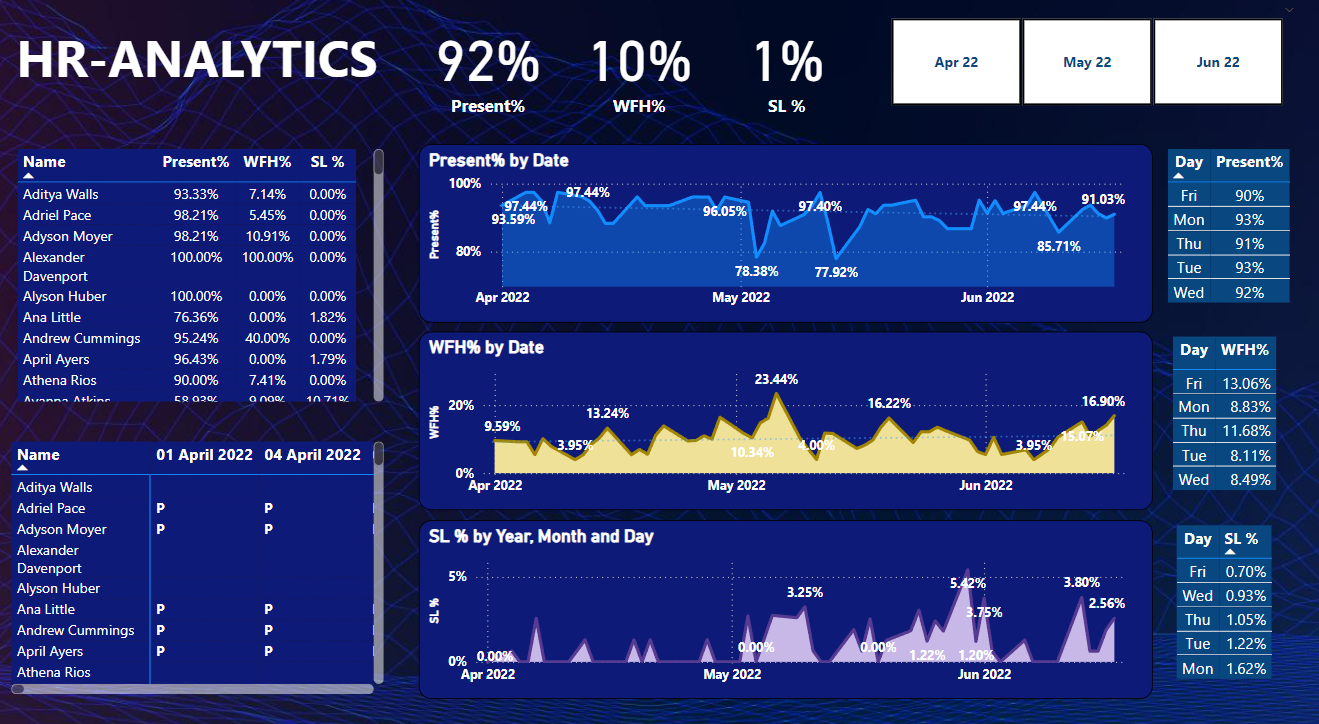 HR-ANALYTICS
92%
Present%
10%
WFH%
1%
SL %
Apr 22
May 22
Jun 22
Name Present% WFH% SL %
Aditya Walls 93.33% 7.14% 0.00%
Adriel Pace 98.21% 5.45% 0.00%
Adyson Moyer 98.21% 10.91% 0.00%
Alexander 100.00% 100.00% 0.00%
Davenport
Alyson Huber 100.00% 0.00% 0.00%
Ana Little 76.36% 0.00% 1.82%
Andrew Cummings 95.24% 40.00% 0.00%
April Ayers 96.43% 0.00% 1.79%
Athena Rios 90.00% 7.41% 0.00%
Ayanna Atkins 58.93% 9.09% 10.71%
Name 01 April 2022 04 April 2022
Aditya Walls
Adriel Pace P P
Adyson Moyer P P
Alexander
Davenport
Alyson Huber
Ana Little P P
Andrew Cummings P P
April Ayers P P
Athena Rios
Present% by Date
Present%
100%
80%
93.59%
97.44%
97.44%
96.05%
78.38%
97.40%
77.92%
97.44%
85.71%
91.03%
Apr 2022 May 2022 Jun 2022
WFH% by Date
WFH%
20%
0%
9.59%
3.95%
13.24%
10.34%
23.44%
4.00%
16.22%
3.95%
15.07%
16.90%
Apr 2022 May 2022 Jun 2022
SL % by Year, Month and Day
SL %
5%
0%
0.00%
0.00%
3.25%
0.00%
1.22%
5.42%
1.20%
3.75%
3.80%
2.56%
Apr 2022 May 2022 Jun 2022
Day Present%
Fri 90%
Mon 93%
Thu 91%
Tue 93%
Wed 92%
Day WFH%
Fri 13.06%
Mon 8.83%
Thu 11.68%
Tue 8.11%
Wed 8.49%
Day SL %
Fri 0.70%
Wed 0.93%
Thu 1.05%
Tue 1.22%
Mon 1.62%